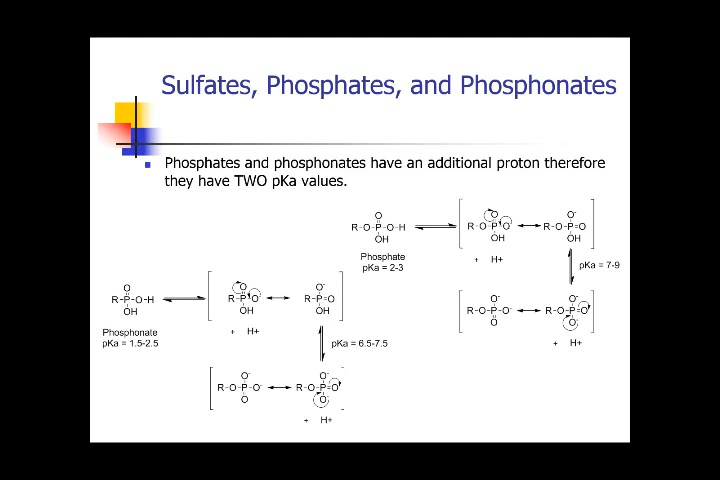 Sulfates, Phosphates, and Phosphonates
Phosphates and phosphonates have an additional proton therefore
they have TWO pKa values.
O
R-O-P-O-H
OH
Phosphate
pKa = 2-3
O
R-O-P O-
OH
O-
R-O-P=O
OH
+ H+
pKa = 7-9
O-
R-O-P-O-
O
O-
R-O-P=O
O-
+ H+
O
R-P-O-H
OH
Phosphonate
pKa = 1.5-2.5
O
R-P-O-
OH
O-
R-P=O
OH
+ H+
pKa = 6.5-7.5
O-
R-O-P-O-
O
O-
R-O-P=O
O-
+ H+